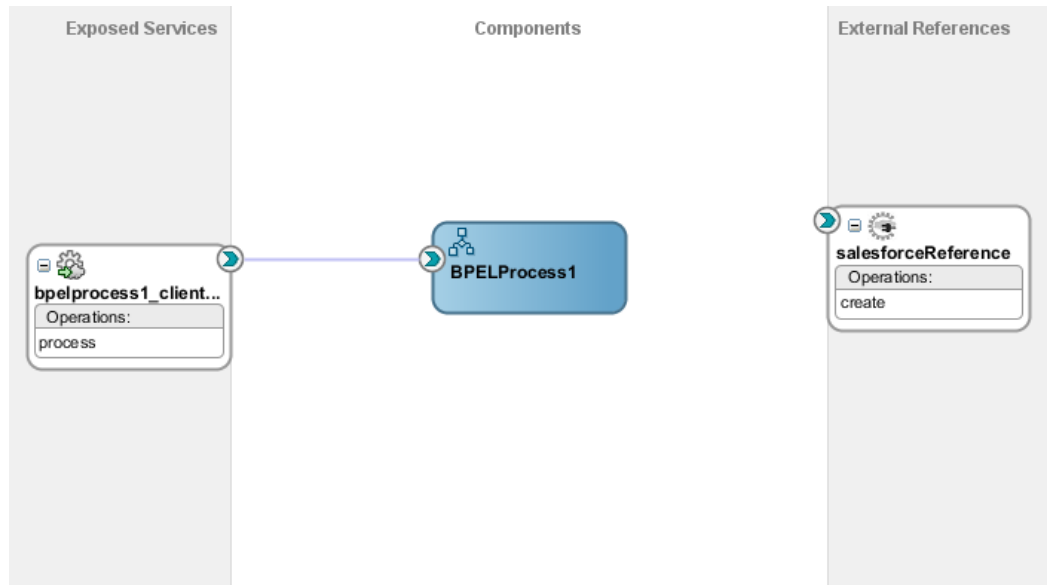 Exposed Services
Components
External References
bpelprocess1_client...
Operations:
process
BPELProcess1
salesforceReference
Operations:
create